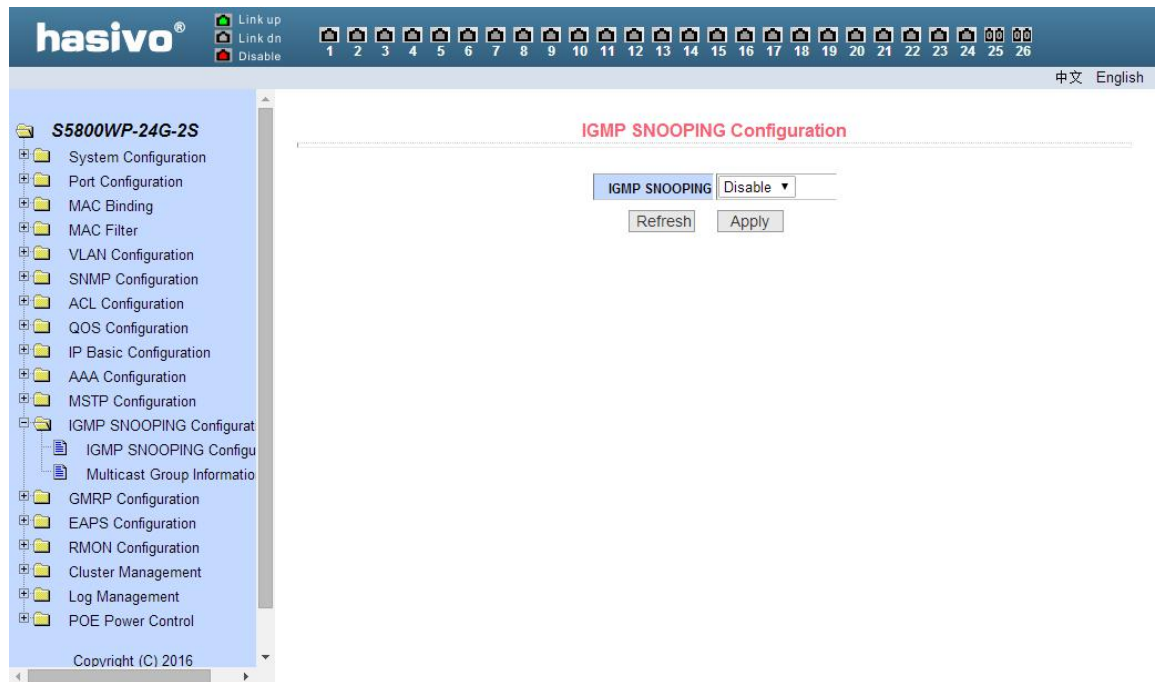 hasivo®
Link up
Link dn
Disable
1 2 3 4 5 6 7 8 9 10 11 12 13 14 15 16 17 18 19 20 21 22 23 24 25 26
中文 English
S5800WP-24G-2S
System Configuration
Port Configuration
MAC Binding
MAC Filter
VLAN Configuration
SNMP Configuration
ACL Configuration
QOS Configuration
IP Basic Configuration
AAA Configuration
MSTP Configuration
IGMP SNOOPING Configurat
IGMP SNOOPING Configu
Multicast Group Informatio
GMRP Configuration
EAPS Configuration
RMON Configuration
Cluster Management
Log Management
POE Power Control
Copyright (C) 2016
IGMP SNOOPING Configuration
IGMP SNOOPING Disable
Refresh Apply